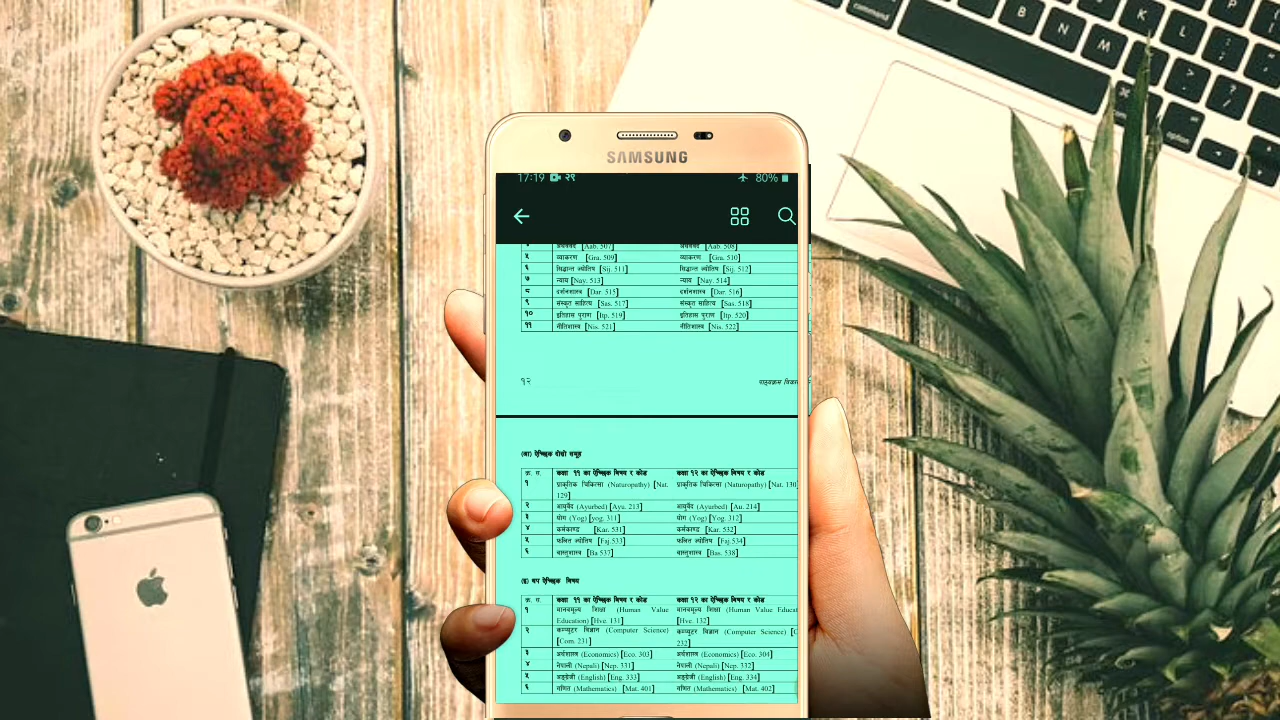 command
B
N
M
K
L
P
:
;
"
'
>
.
?
/
⌘
option
SAMSUNG
17:19 २९ 80%
[Aab. 507] [Aab. 508]
५ व्याकरण [Gra. 509] [Gra. 510]
६ सिद्धान्त ज्योतिष [Sij. 511] सिद्धान्त ज्योतिष [Sij. 512]
७ न्याय [Nay. 513] न्याय [Nay. 514]
८ दर्शनशास्त्र [Dar. 515] दर्शनशास्त्र [Dar. 516]
९ संस्कृत साहित्य [Sas. 517] संस्कृत साहित्य [Sas. 518]
१० इतिहास पुराण [Itp. 519] इतिहास पुराण [Itp. 520]
११ नीतिशास्त्र [Nis. 521] नीतिशास्त्र [Nis. 522]
१२ पाठ्यक्रम विकास
(आ) ऐच्छिक दोस्रो समूह
क्र. स. कक्षा ११ का ऐच्छिक विषय र कोड कक्षा १२ का ऐच्छिक विषय र कोड
१ प्राकृतिक चिकित्सा (Naturopathy) [Nat. प्राकृतिक चिकित्सा (Naturopathy) [Nat. 130
129]
२ आयुर्वेद (Ayurbed) [Ayu. 213] आयुर्वेद (Ayurbed) [Au. 214]
३ योग (Yog) [yog. 311] योग (Yog) [Yog. 312]
४ कर्मकाण्ड [Kar. 531] कर्मकाण्ड [Kar. 532]
५ फलित ज्योतिष [Faj.533] फलित ज्योतिष [Faj.534]
६ वास्तुशास्त्र [Ba 537] वास्तुशास्त्र [Bas. 538]
(इ) थप ऐच्छिक विषय
क्र. स. कक्षा ११ का ऐच्छिक विषय र कोड कक्षा १२ का ऐच्छिक विषय र कोड
१ मानवमूल्य शिक्षा (Human Value मानवमूल्य शिक्षा (Human Value Educat
Education) [Hve. 131] [Hve. 132]
२ कम्प्युटर विज्ञान (Computer Science) कम्प्युटर विज्ञान (Computer Science) [C
[Com. 231] 232]
३ अर्थशास्त्र (Economics) [Eco. 303] अर्थशास्त्र (Economics) [Eco. 304]
४ नेपाली (Nepali) [Nep. 331] नेपाली (Nepali) [Nep. 332]
५ अङ्ग्रेजी (English) [Eng. 333] अङ्ग्रेजी (English) [Eng. 334]
६ गणित (Mathematics) [Mat. 401] गणित (Mathematics) [Mat. 402]